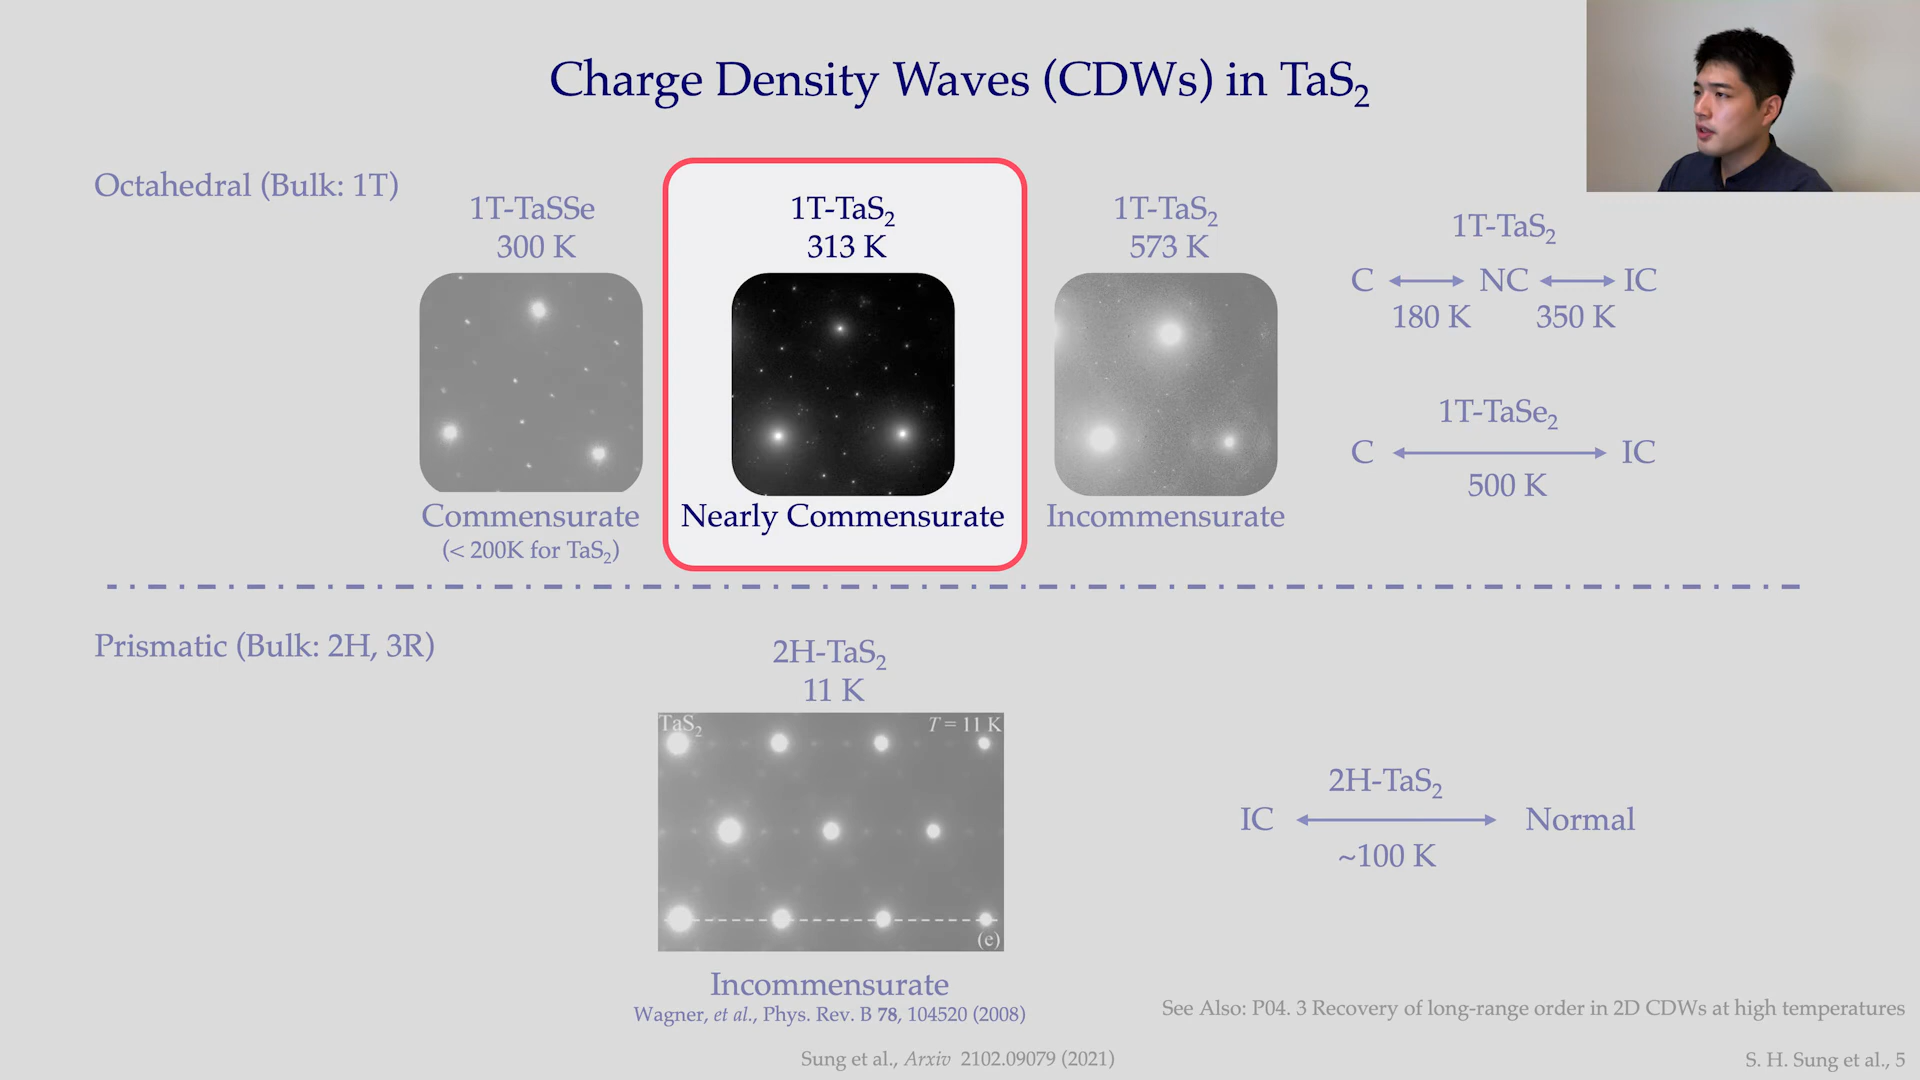 Charge Density Waves (CDWs) in TaS₂
Octahedral (Bulk: 1T)
1T-TaSSe
300 K
Commensurate
(< 200K for TaS₂)
1T-TaS₂
313 K
Nearly Commensurate
1T-TaS₂
573 K
Incommensurate
1T-TaS₂
C ⟷ NC ⟷ IC
180 K 350 K
1T-TaSe₂
C ⟷ IC
500 K
Prismatic (Bulk: 2H, 3R)
2H-TaS₂
11 K
TaS₂ T = 11 K
(e)
Incommensurate
Wagner, et al., Phys. Rev. B 78, 104520 (2008)
2H-TaS₂
IC ⟷ Normal
~100 K
See Also: P04. 3 Recovery of long-range order in 2D CDWs at high temperatures
Sung et al., Arxiv 2102.09079 (2021)
S. H. Sung et al., 5